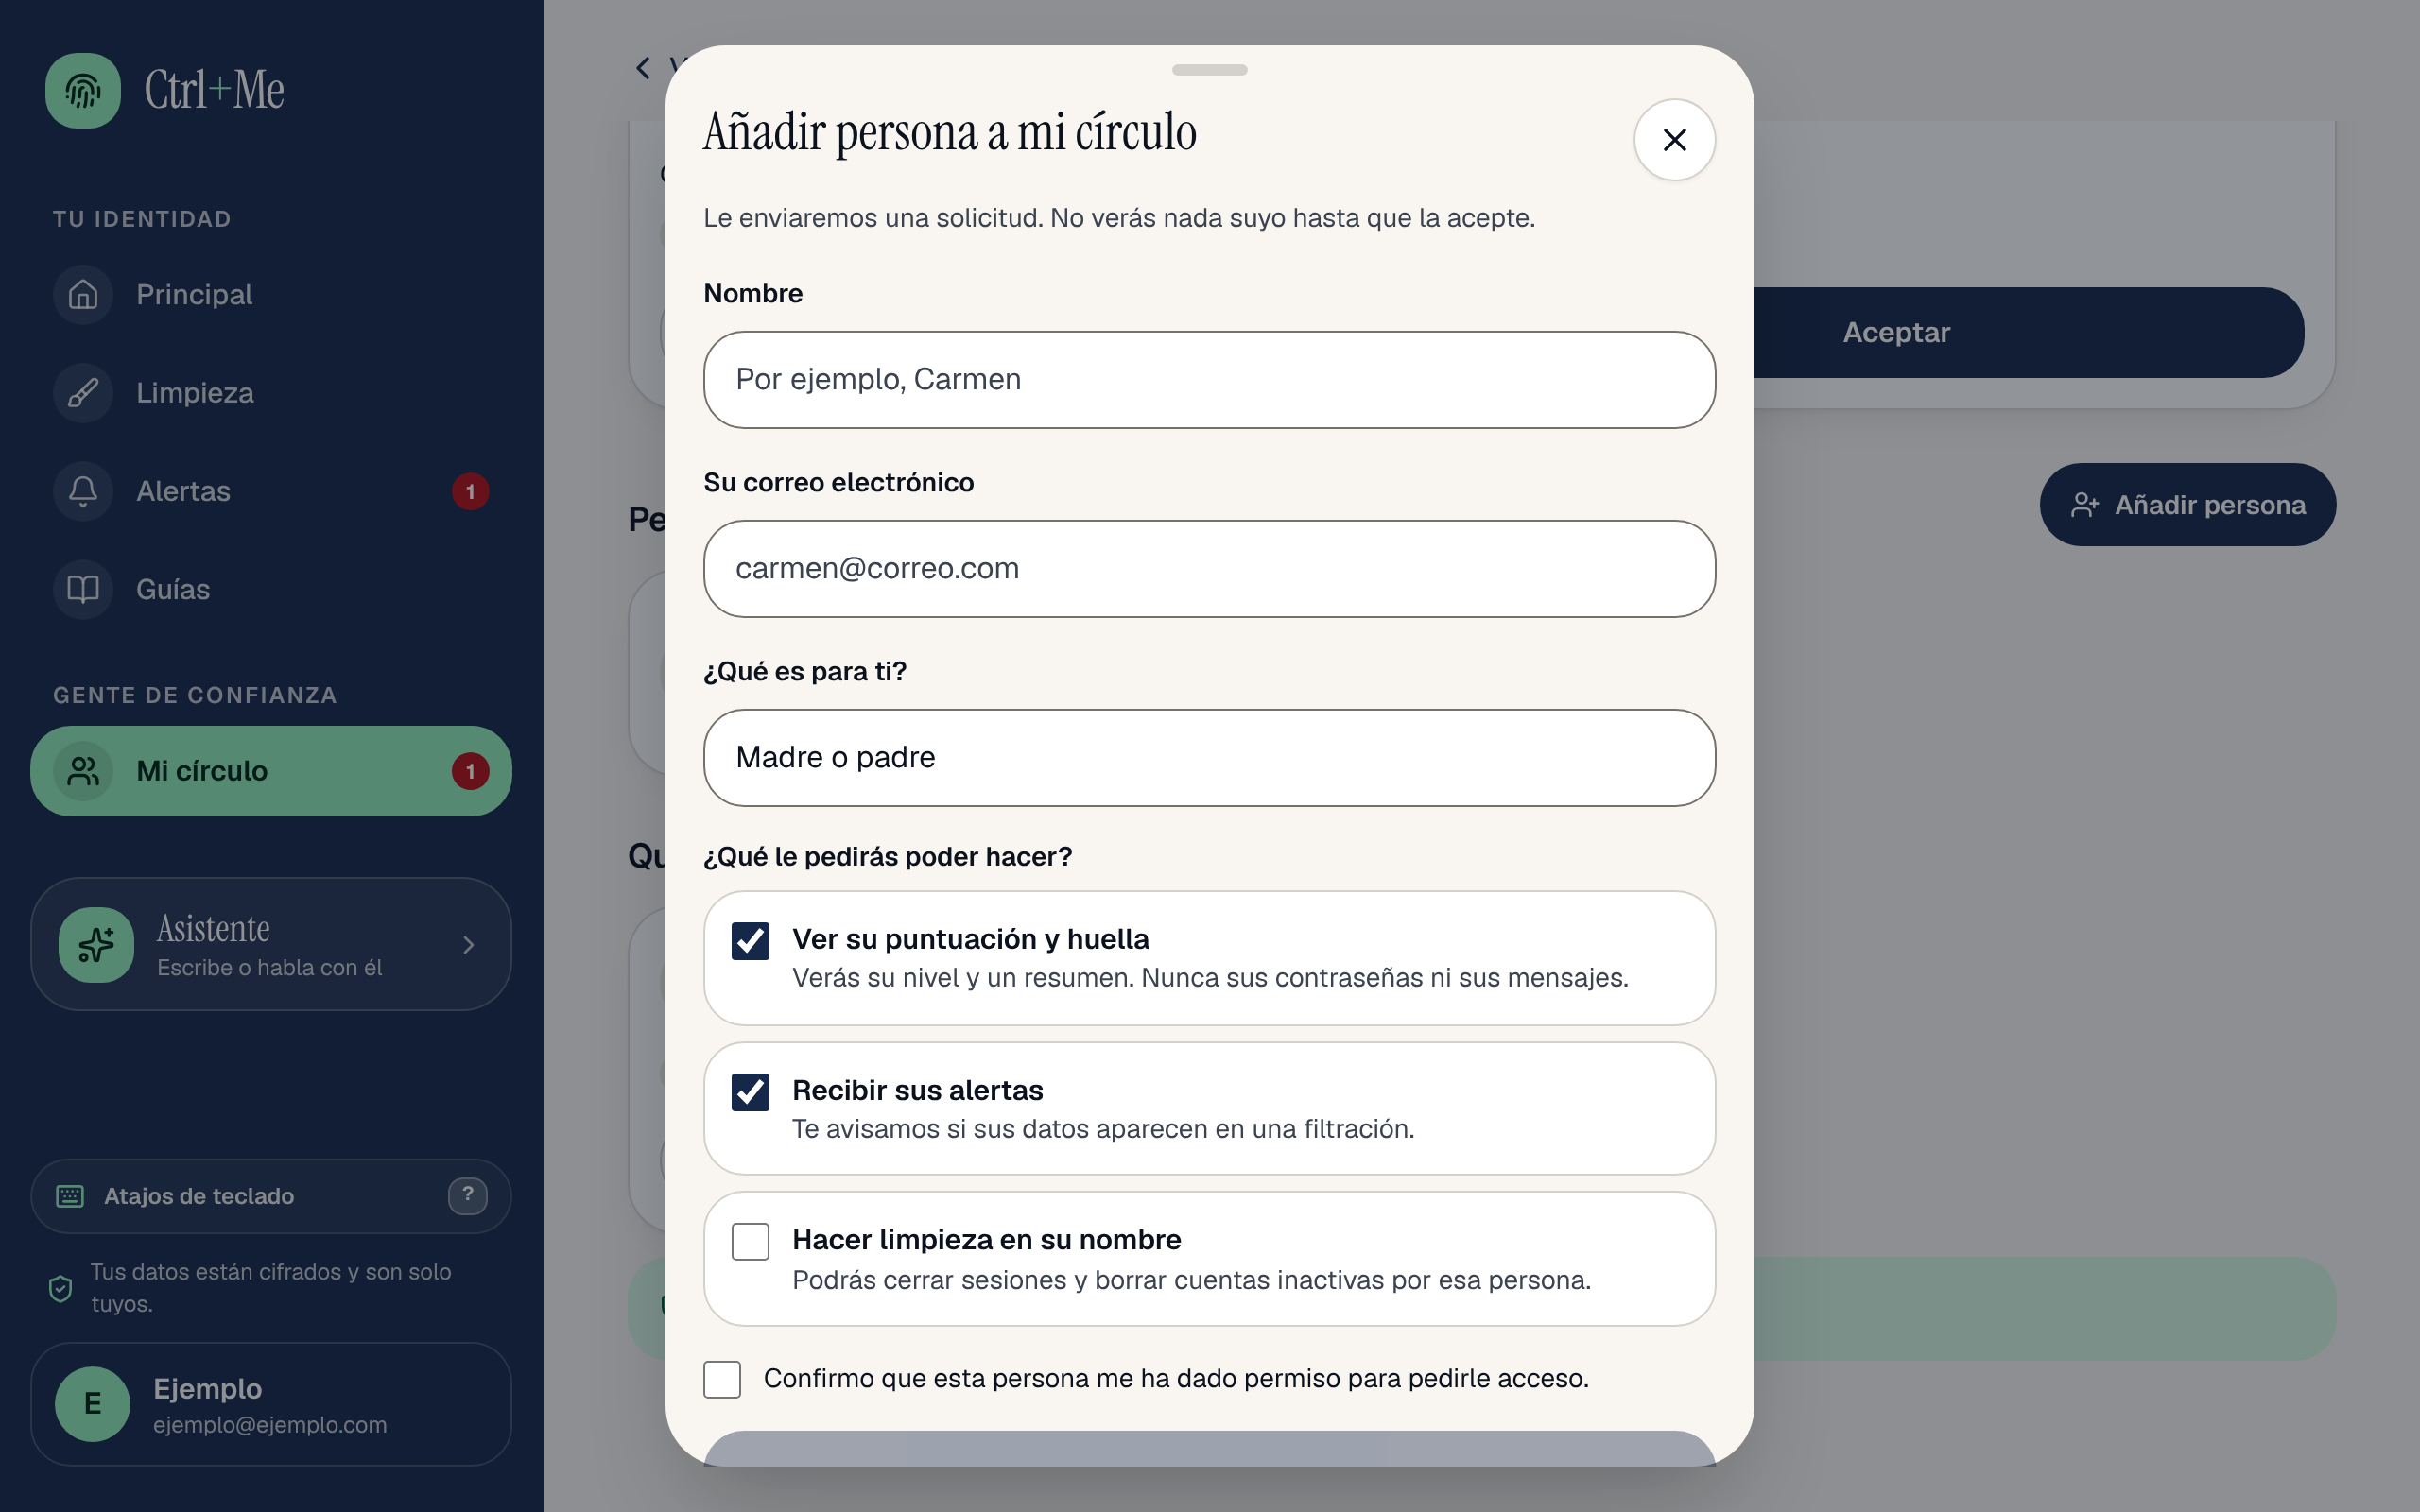 Ctrl+Me
TU IDENTIDAD
Principal
Limpieza
Alertas
1
Guías
GENTE DE CONFIANZA
Mi círculo
1
Asistente
Escribe o habla con él
Atajos de teclado
?
Tus datos están cifrados y son solo
tuyos.
E
Ejemplo
ejemplo@ejemplo.com
Aceptar
Pe
Añadir persona
Qu
Añadir persona a mi círculo
Le enviaremos una solicitud. No verás nada suyo hasta que la acepte.
Nombre
Por ejemplo, Carmen
Su correo electrónico
carmen@correo.com
¿Qué es para ti?
Madre o padre
¿Qué le pedirás poder hacer?
Ver su puntuación y huella
Verás su nivel y un resumen. Nunca sus contraseñas ni sus mensajes.
Recibir sus alertas
Te avisamos si sus datos aparecen en una filtración.
Hacer limpieza en su nombre
Podrás cerrar sesiones y borrar cuentas inactivas por esa persona.
Confirmo que esta persona me ha dado permiso para pedirle acceso.